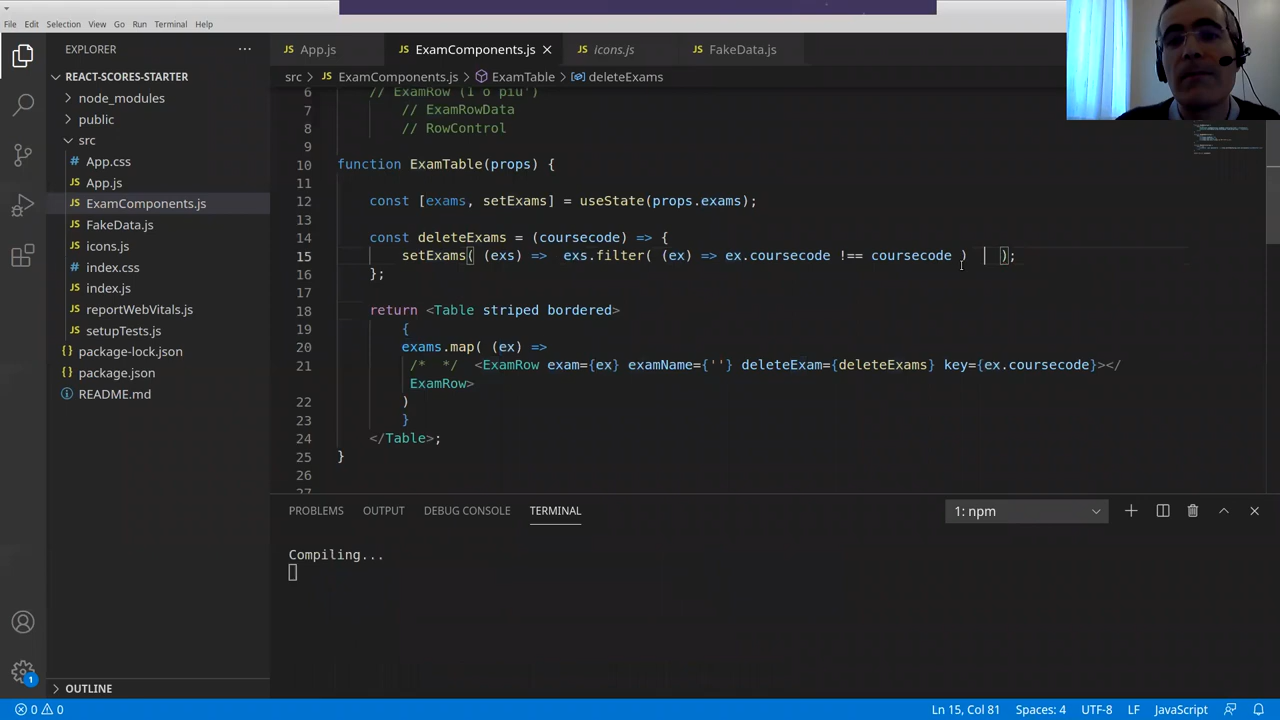 File Edit Selection View Go Run Terminal Help
EXPLORER
REACT-SCORES-STARTER
node_modules
public
src
App.css
App.js
ExamComponents.js
FakeData.js
icons.js
index.css
index.js
reportWebVitals.js
setupTests.js
package-lock.json
package.json
README.md
OUTLINE
App.js ExamComponents.js icons.js FakeData.js
src > ExamComponents.js > ExamTable > deleteExams
6 // ExamRow (1 o piu')
7 // ExamRowData
8 // RowControl
9
10 function ExamTable(props) {
11
12 const [exams, setExams] = useState(props.exams);
13
14 const deleteExams = (coursecode) => {
15 setExams( (exs) => exs.filter( (ex) => ex.coursecode !== coursecode ) );
16 };
17
18 return <Table striped bordered>
19 {
20 exams.map( (ex) =>
21 /* */ <ExamRow exam={ex} examName={''} deleteExam={deleteExams} key={ex.coursecode}></
ExamRow>
22 )
23 }
24 </Table>;
25 }
26
27
PROBLEMS OUTPUT DEBUG CONSOLE TERMINAL 1: npm
Compiling...
1
0 0 Ln 15, Col 81 Spaces: 4 UTF-8 LF JavaScript